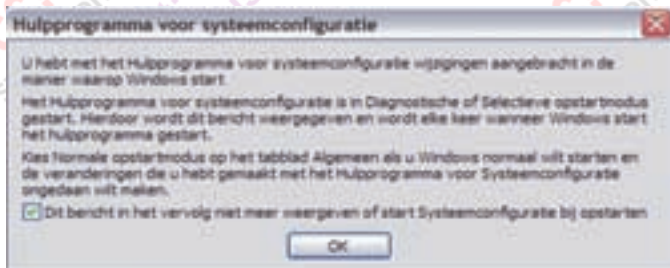 Hulpprogramma voor systeemconfiguratie
U hebt met het Hulpprogramma voor systeemconfiguratie wijzigingen aangebracht in de
manier waarop Windows start
Het Hulpprogramma voor systeemconfiguratie is in Diagnostische of Selectieve opstartmodus
gestart. Hierdoor wordt dit bericht weergegeven en wordt elke keer wanneer Windows start
het hulpprogramma gestart.
Kies Normale opstartmodus op het tabblad Algemeen als u Windows normaal wilt starten en
de veranderingen die u hebt gemaakt met het Hulpprogramma voor Systeemconfiguratie
ongedaan wilt maken.
Dit bericht in het vervolg niet meer weergeven of start Systeemconfiguratie bij opstarten
OK